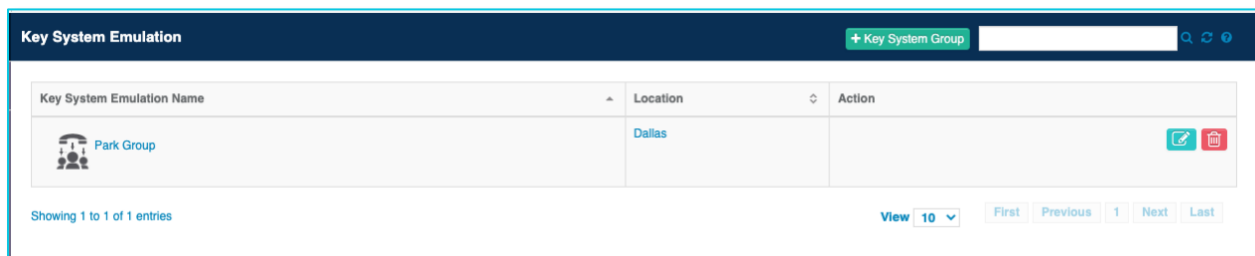 Key System Emulation
+ Key System Group
Key System Emulation Name Location Action
Park Group Dallas
Showing 1 to 1 of 1 entries View 10 First Previous 1 Next Last